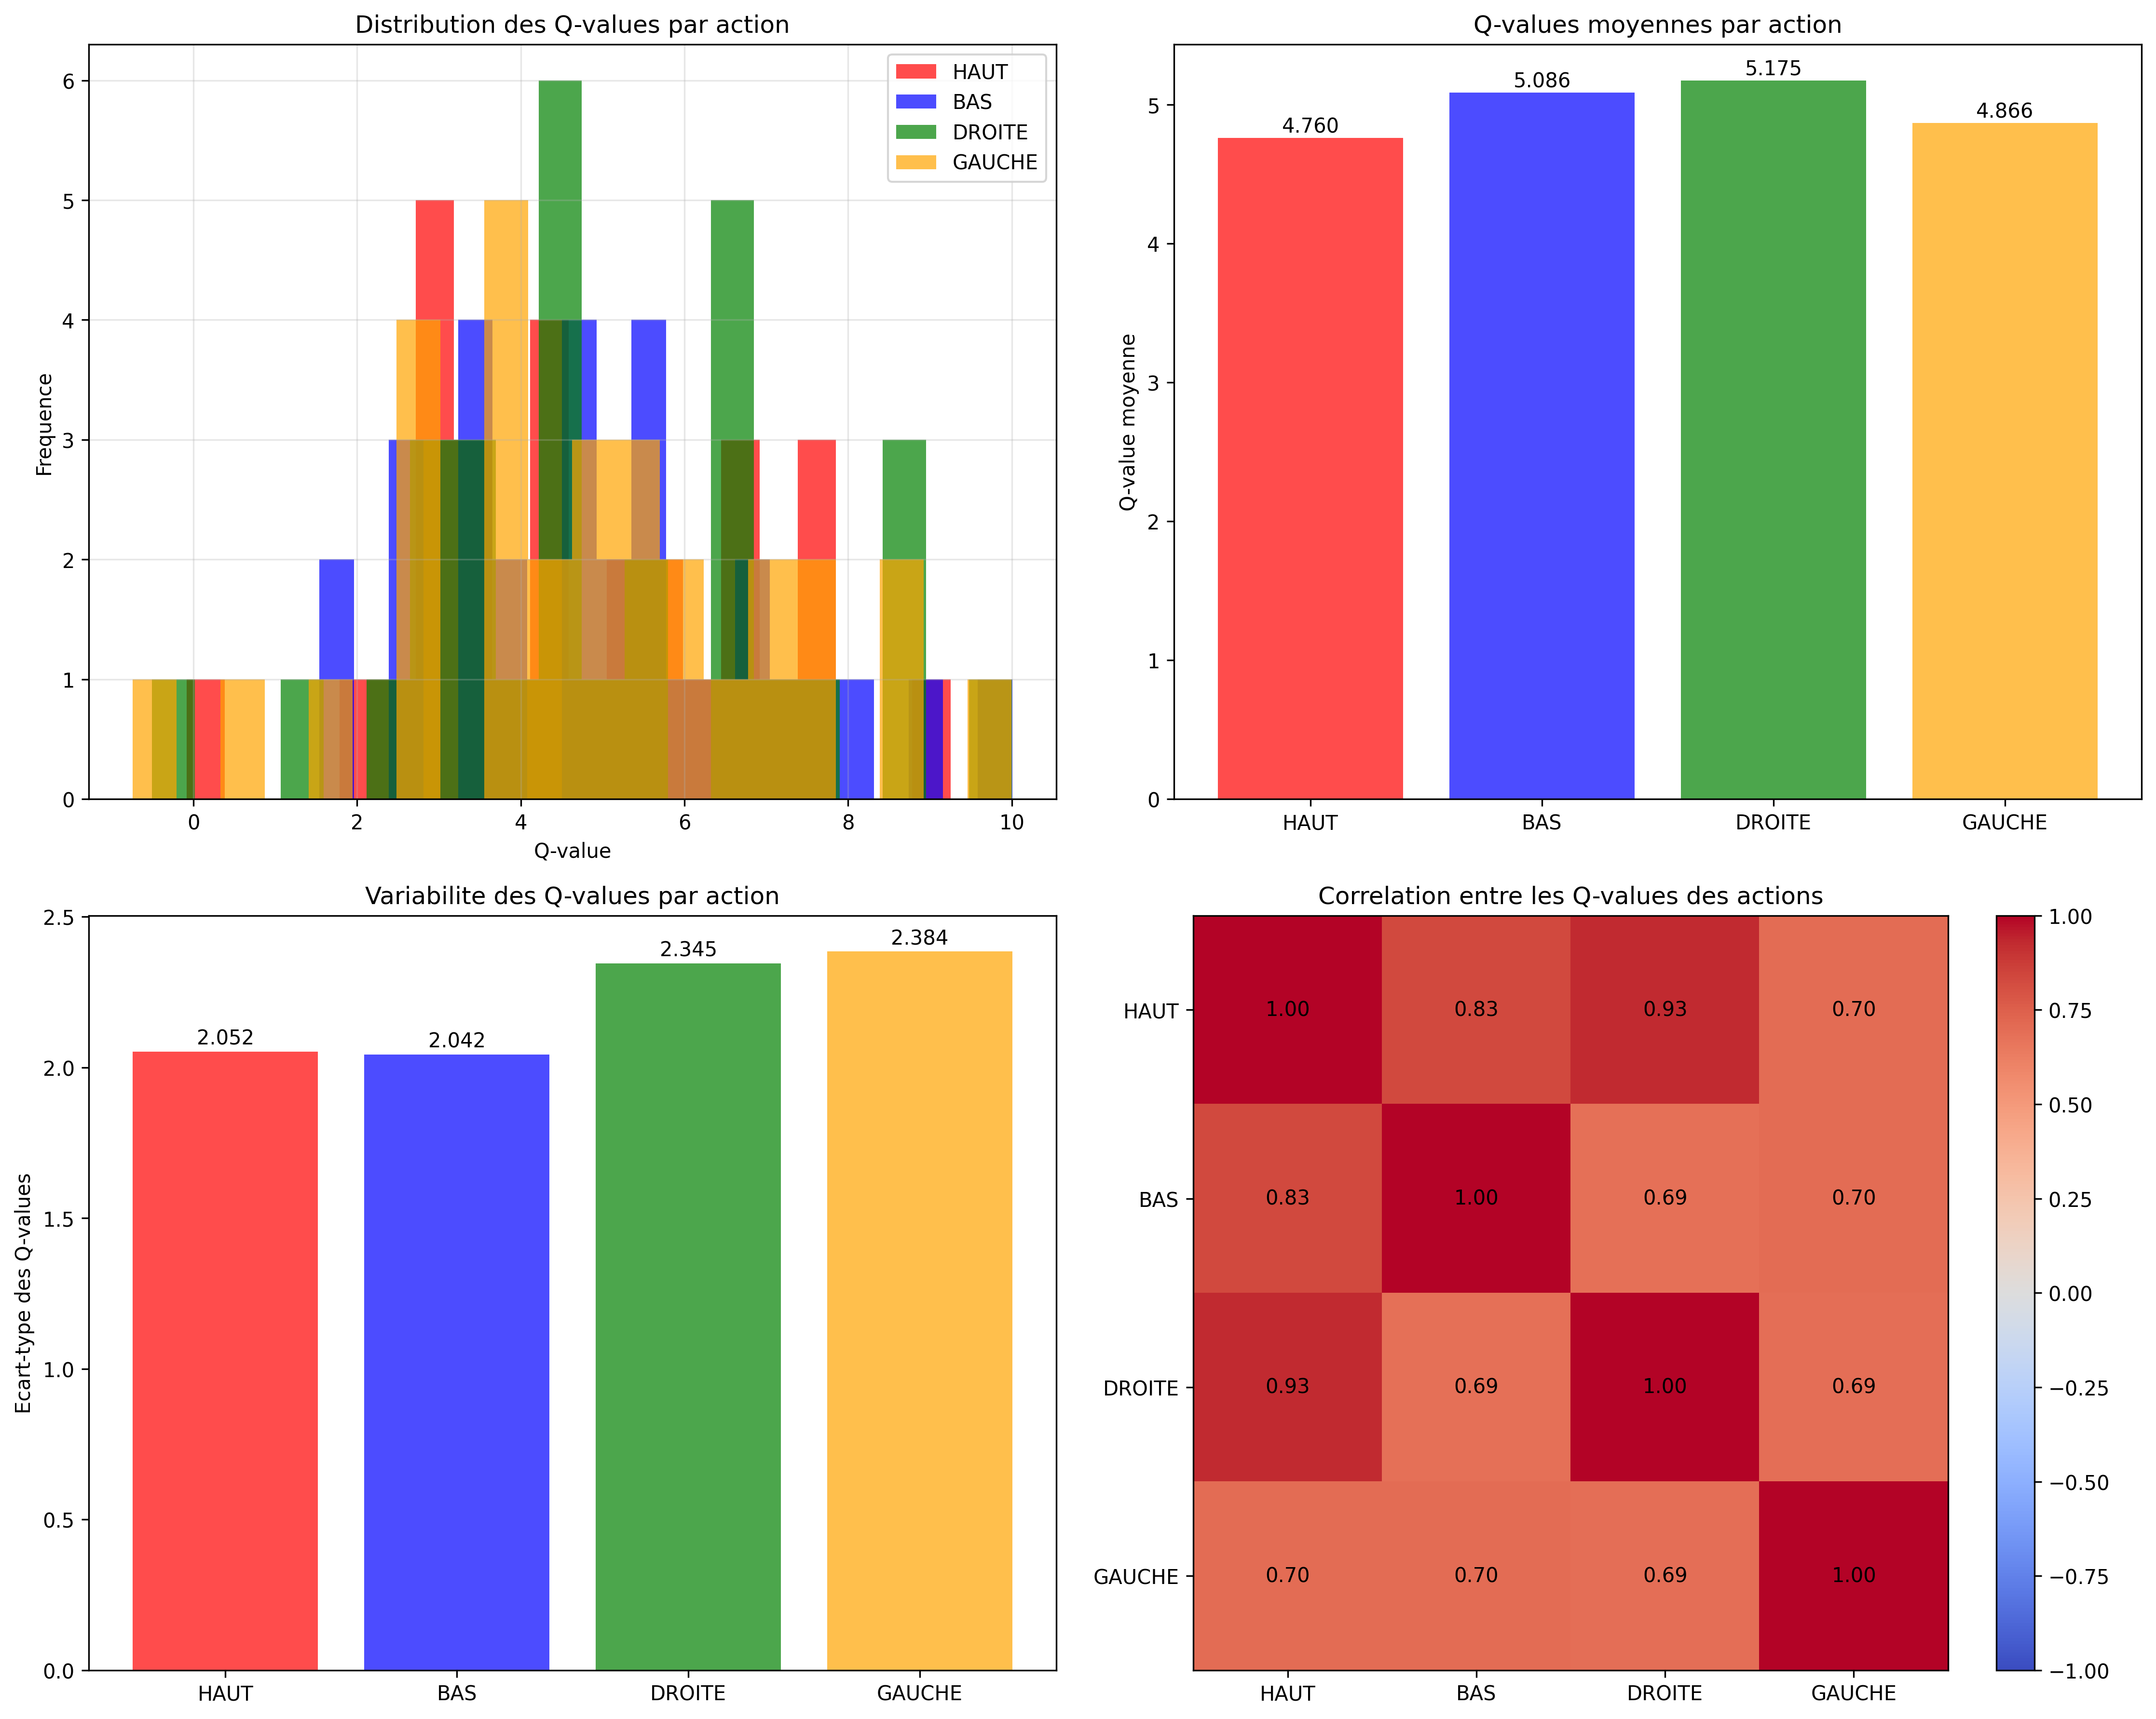 Distribution des Q-values par action
HAUT
BAS
DROITE
GAUCHE
6
5
4
3
2
1
0
Frequence
0 2 4 6 8 10
Q-value
Q-values moyennes par action
4.760 5.086 5.175 4.866
5
4
3
2
1
0
Q-value moyenne
HAUT BAS DROITE GAUCHE
Variabilite des Q-values par action
2.052 2.042 2.345 2.384
2.5
2.0
1.5
1.0
0.5
0.0
Ecart-type des Q-values
HAUT BAS DROITE GAUCHE
Correlation entre les Q-values des actions
HAUT 1.00 0.83 0.93 0.70
BAS 0.83 1.00 0.69 0.70
DROITE 0.93 0.69 1.00 0.69
GAUCHE 0.70 0.70 0.69 1.00
HAUT BAS DROITE GAUCHE
1.00
0.75
0.50
0.25
0.00
−0.25
−0.50
−0.75
−1.00